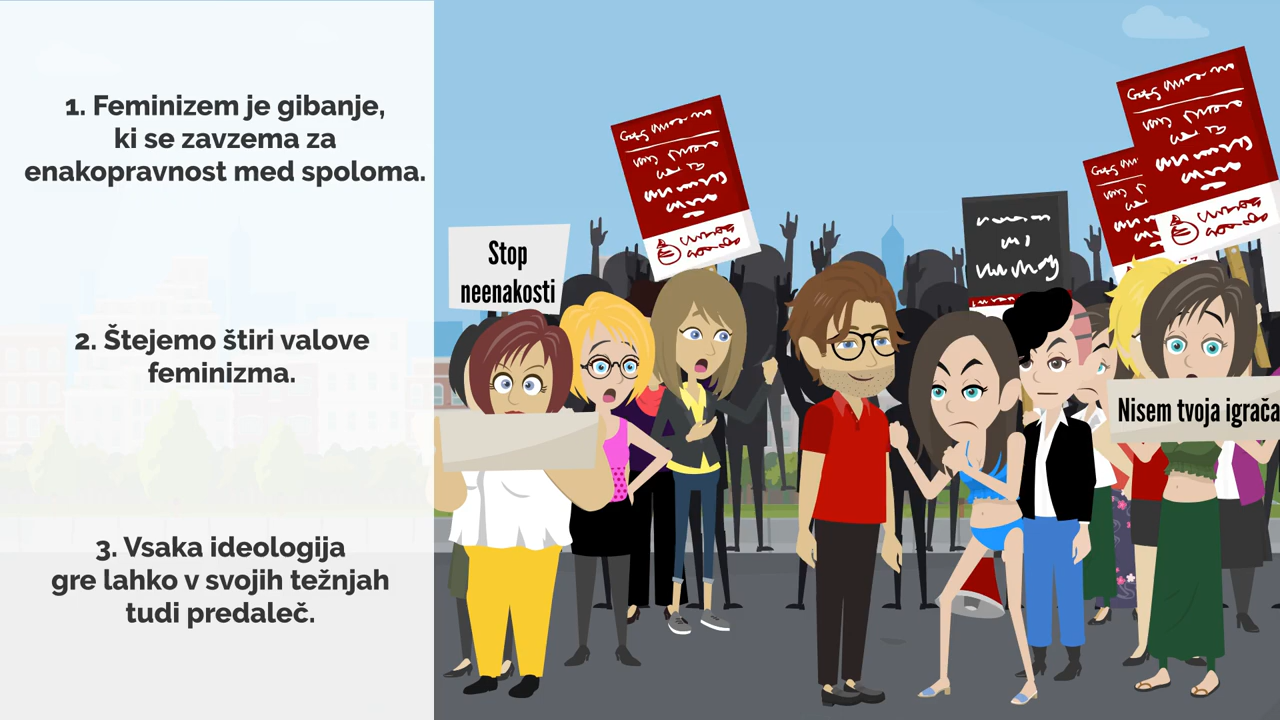 1. Feminizem je gibanje,
ki se zavzema za
enakopravnost med spoloma.
2. Štejemo štiri valove
feminizma.
3. Vsaka ideologija
gre lahko v svojih težnjah
tudi predaleč.
Stop
neenakosti
Nisem tvoja igrača